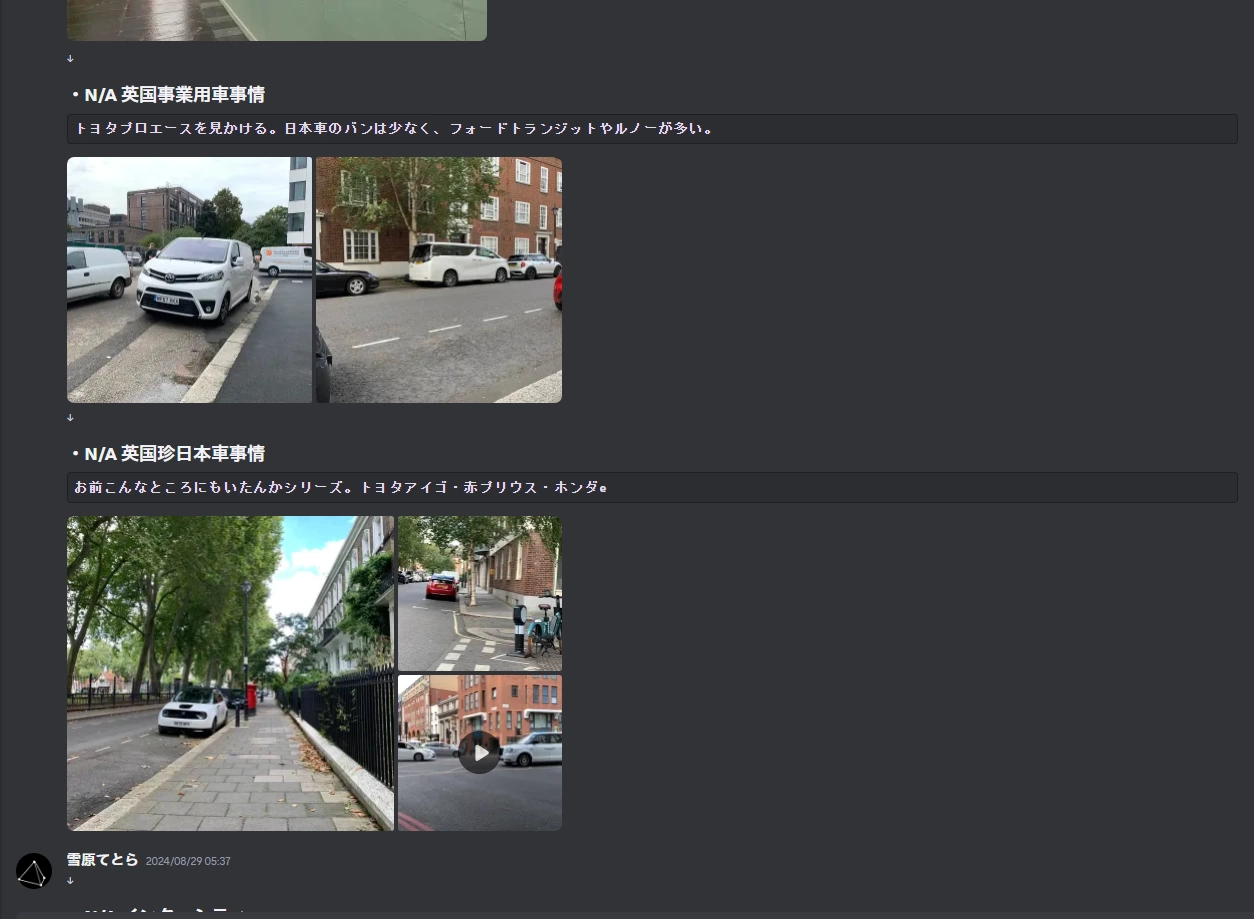 ↓
・N/A 英国事業用車事情
トヨタプロエースを見かける。日本車のバンは少なく、フォードトランジットやルノーが多い。
↓
・N/A 英国珍日本車事情
お前こんなところにもいたんかシリーズ。トヨタアイゴ・赤プリウス・ホンダe
雪原てとら 2024/08/29 05:37
↓